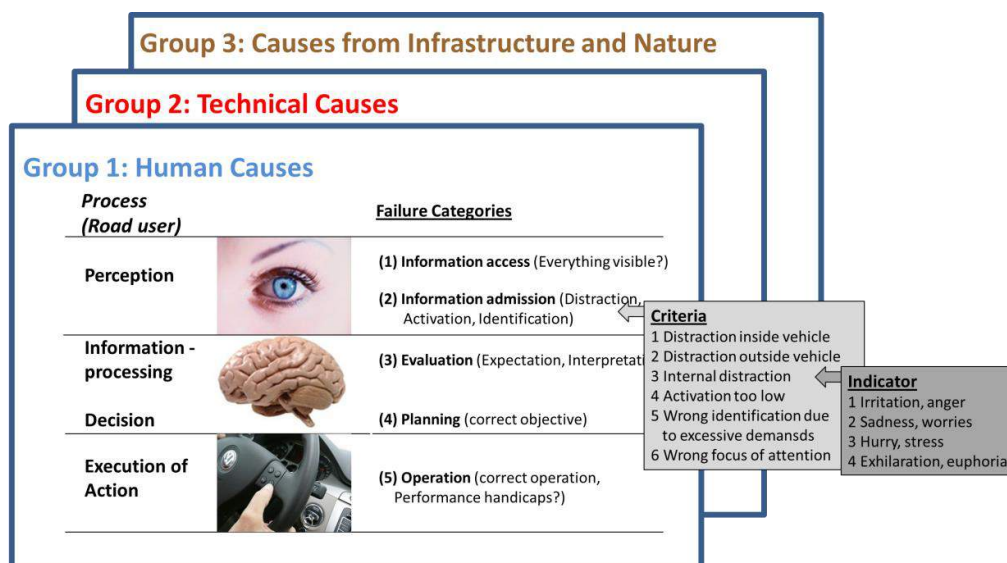 Group 3: Causes from Infrastructure and Nature
Group 2: Technical Causes
Group 1: Human Causes
Process
(Road user)
Failure Categories
Perception
(1) Information access (Everything visible?)
(2) Information admission (Distraction,
Activation, Identification)
Information -
processing
(3) Evaluation (Expectation, Interpretati
Decision
(4) Planning (correct objective)
Execution of
Action
(5) Operation (correct operation,
Performance handicaps?)
Criteria
1 Distraction inside vehicle
2 Distraction outside vehicle
3 Internal distraction
4 Activation too low
5 Wrong identification due
to excessive demansds
6 Wrong focus of attention
Indicator
1 Irritation, anger
2 Sadness, worries
3 Hurry, stress
4 Exhilaration, euphoria